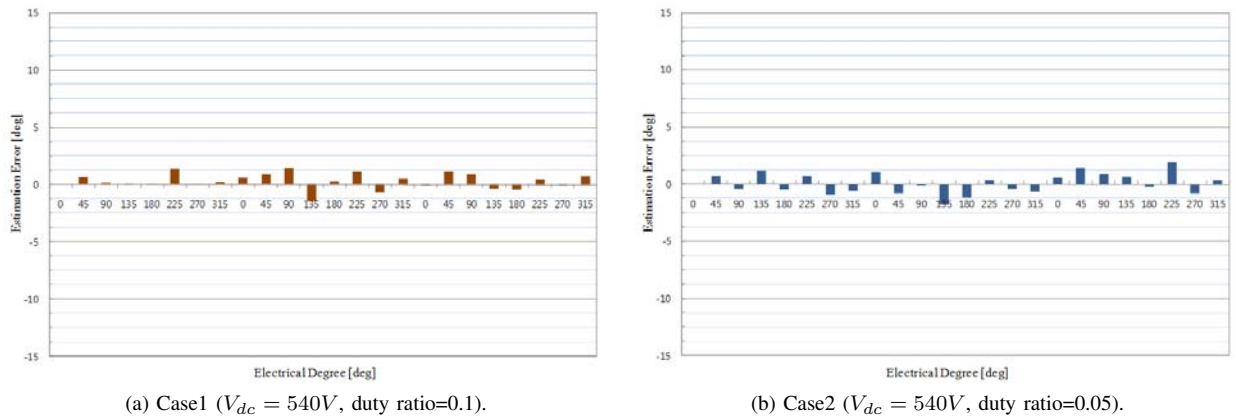 15
10
5
0
-5
-10
-15
Estimation Error [deg]
0 45 90 135 180 225 270 315 0 45 90 135 180 225 270 315 0 45 90 135 180 225 270 315
Electrical Degree [deg]
(a) Case1 (V_dc = 540V, duty ratio=0.1).
15
10
5
0
-5
-10
-15
Estimation Error [deg]
0 45 90 135 180 225 270 315 0 45 90 135 180 225 270 315 0 45 90 135 180 225 270 315
Electrical Degree [deg]
(b) Case2 (V_dc = 540V, duty ratio=0.05).